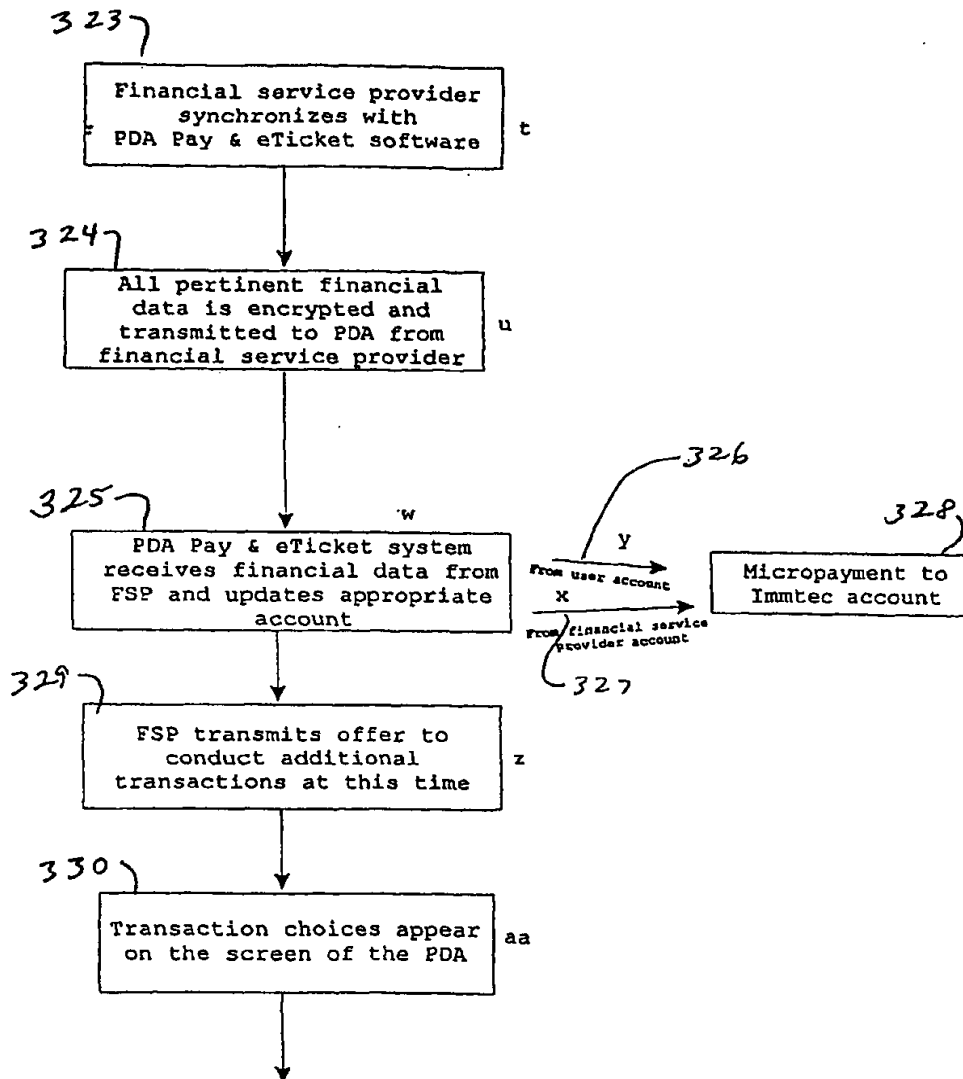 323
Financial service provider
synchronizes with
PDA Pay & eTicket software
t
324
All pertinent financial
data is encrypted and
transmitted to PDA from
financial service provider
u
325
w
PDA Pay & eTicket system
receives financial data from
FSP and updates appropriate
account
326
y
From user account
x
From financial service
provider account
327
328
Micropayment to
Immtec account
329
FSP transmits offer to
conduct additional
transactions at this time
z
330
Transaction choices appear
on the screen of the PDA
aa